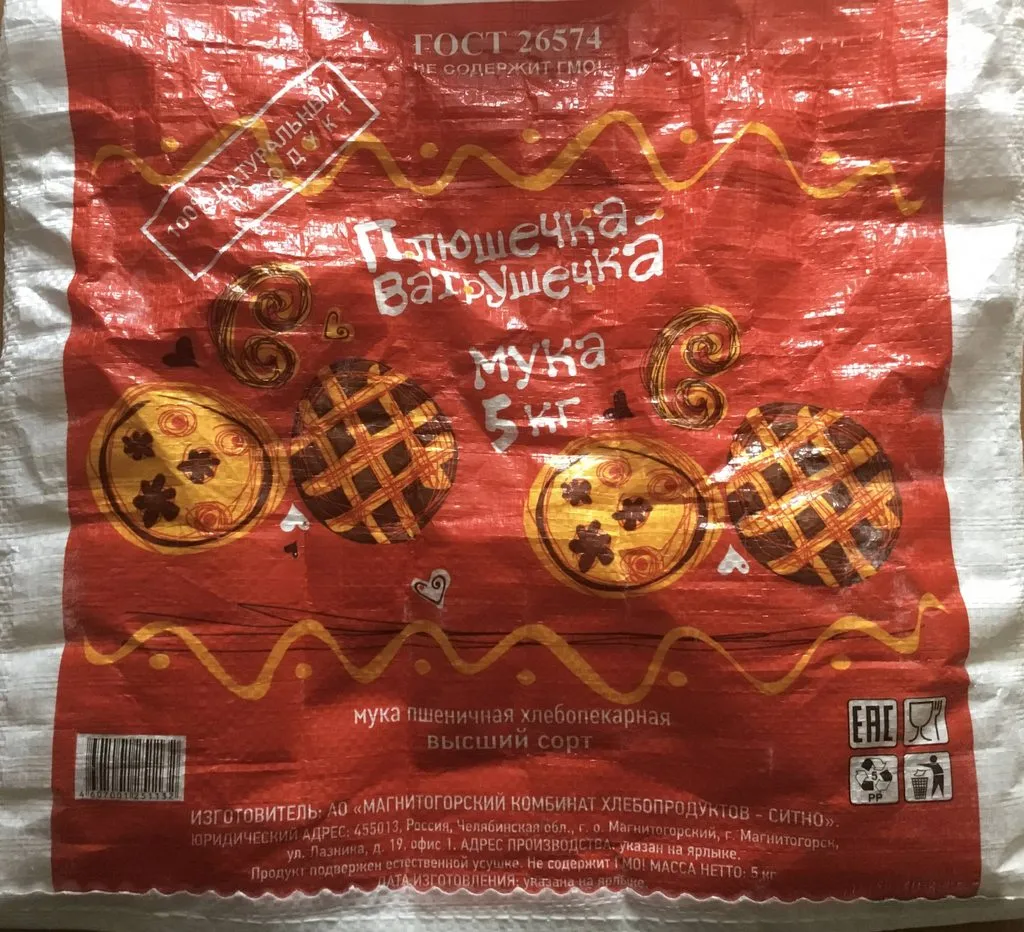 ГОСТ 26574
НЕ СОДЕРЖИТ ГМО!
100% НАТУРАЛЬНЫЙ
ПРОДУКТ
Плюшечка-
Ватрушечка
мука
5 кг
мука пшеничная хлебопекарная
высший сорт
EAC
5
PP
ИЗГОТОВИТЕЛЬ: АО «МАГНИТОГОРСКИЙ КОМБИНАТ ХЛЕБОПРОДУКТОВ - СИТНО».
ЮРИДИЧЕСКИЙ АДРЕС: 455013, Россия, Челябинская обл., г. о. Магнитогорский, г. Магнитогорск,
ул. Лазника, д. 19, офис 1. АДРЕС ПРОИЗВОДСТВА: указан на ярлыке.
Продукт подвержен естественной усушке. Не содержит ГМО! МАССА НЕТТО: 5 кг
ДАТА ИЗГОТОВЛЕНИЯ: указана на ярлыке